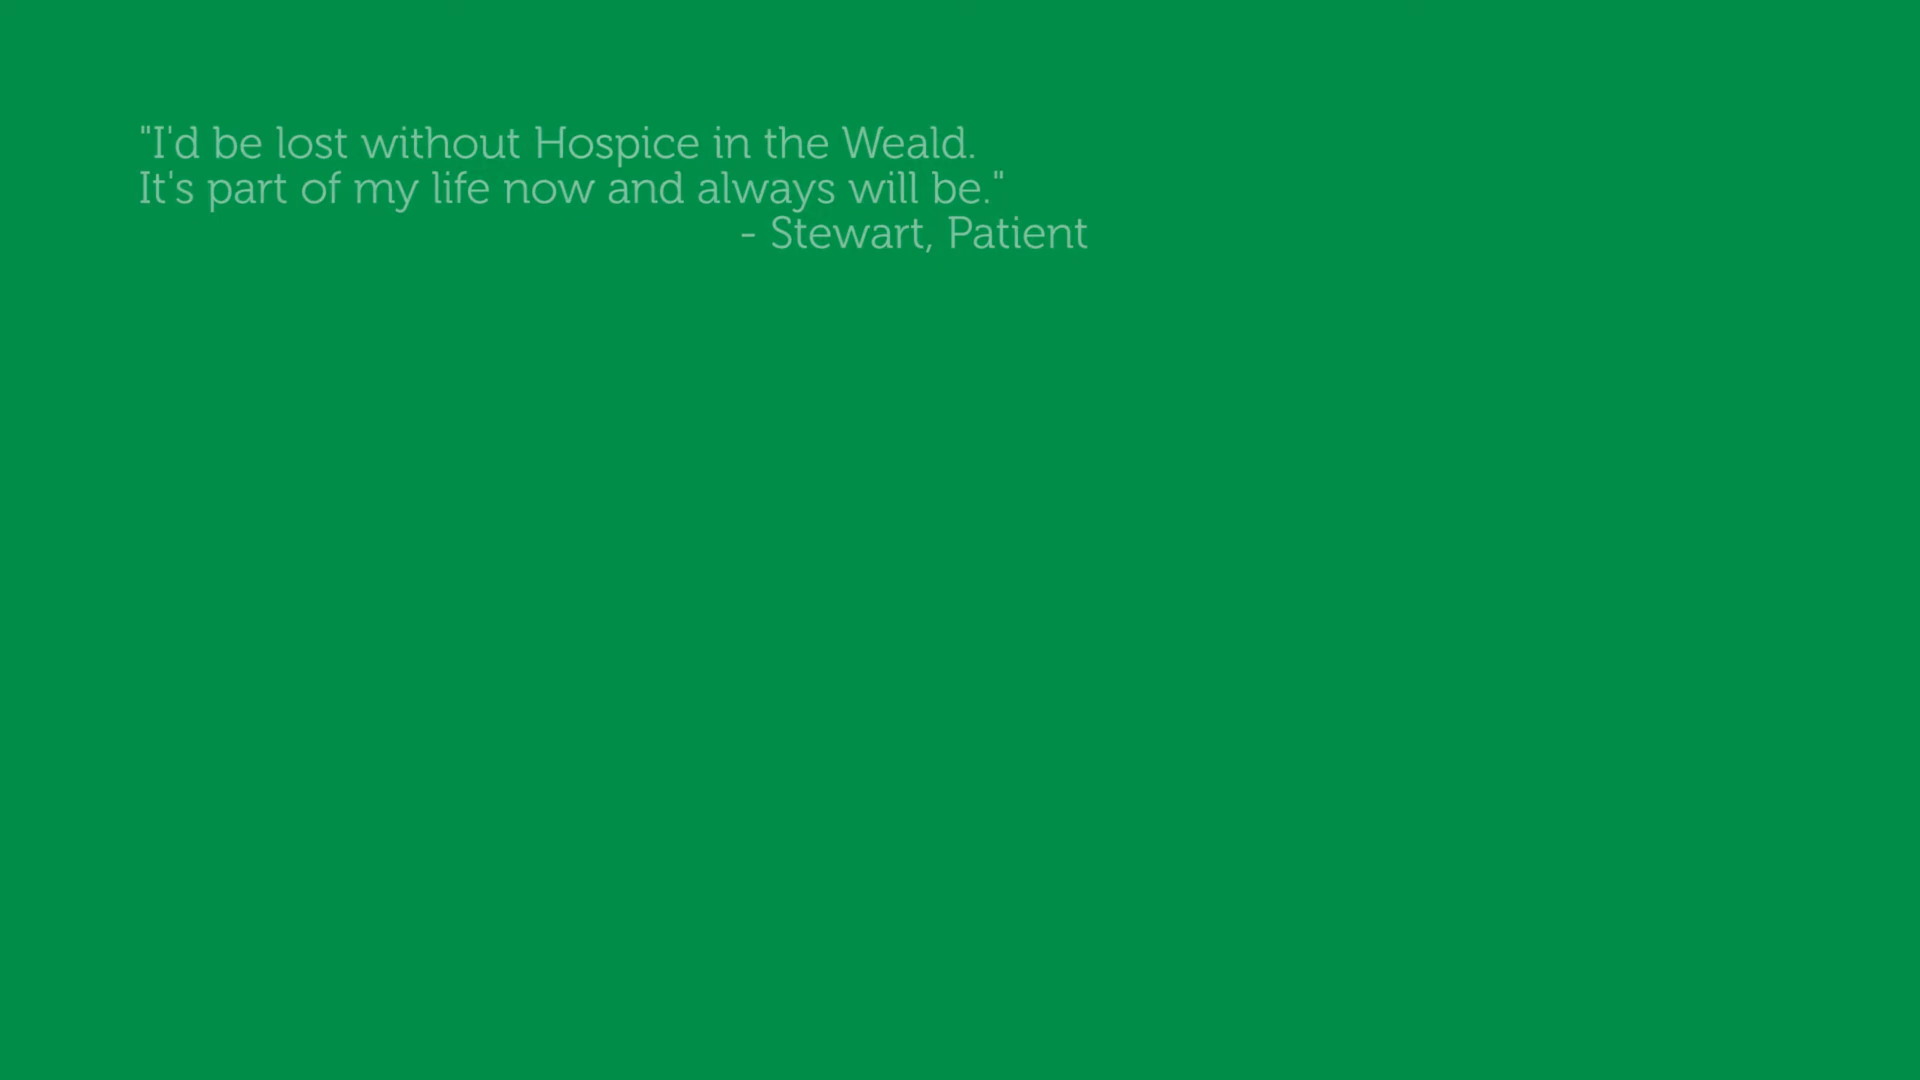 "I'd be lost without Hospice in the Weald.
It's part of my life now and always will be."
- Stewart, Patient